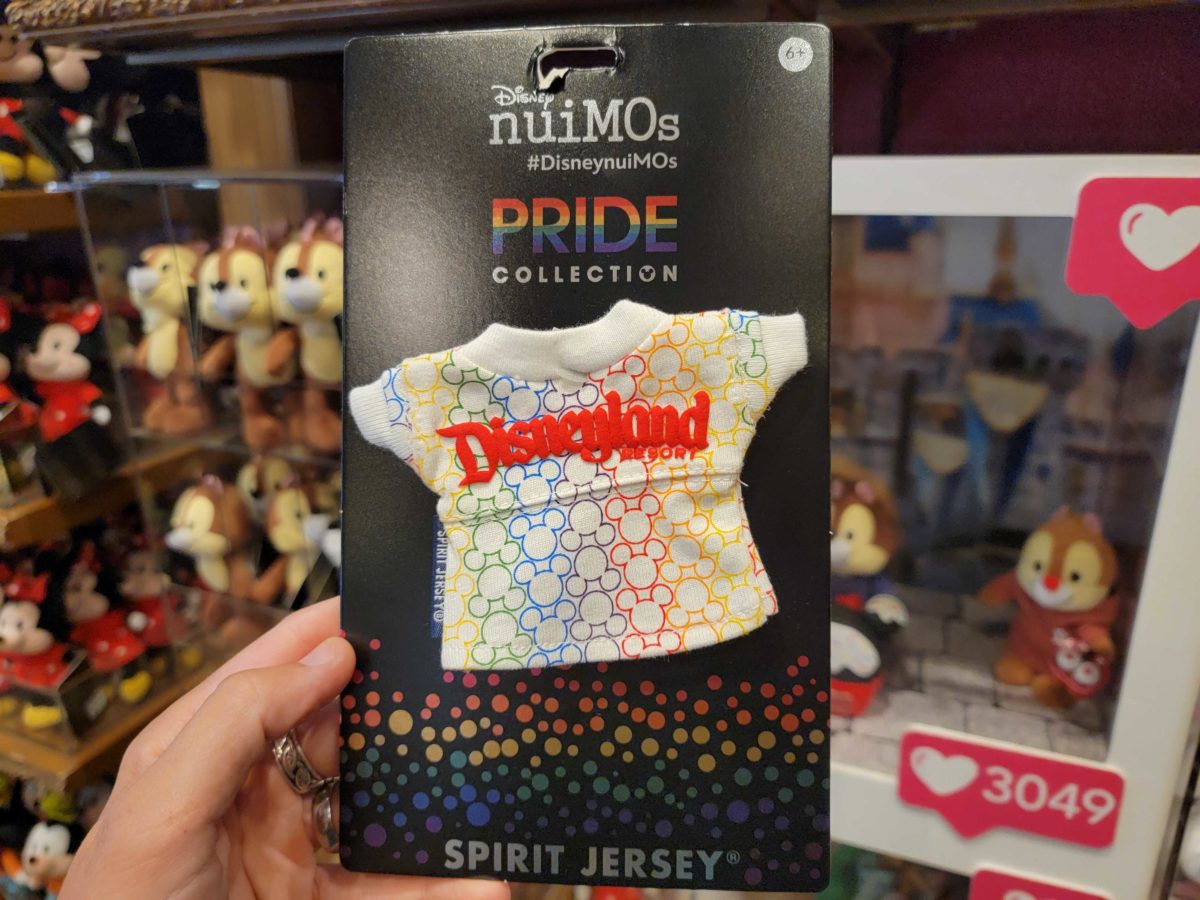 6+
Disney
nuiMOs
#DisneynuiMOs
PRIDE
COLLECTION
Disneyland
RESORT
SPIRIT JERSEY®
SPIRIT JERSEY®
3049